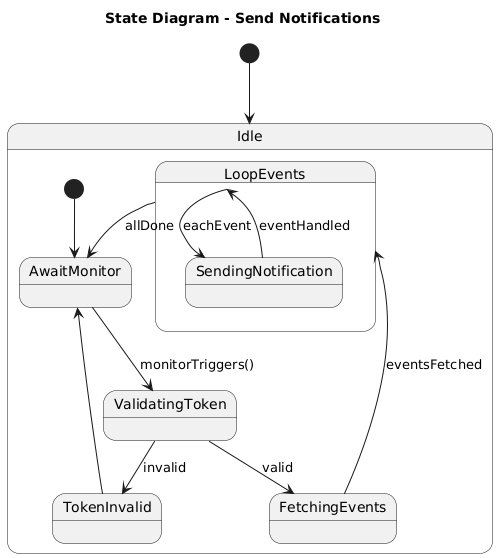 State Diagram - Send Notifications
Idle
LoopEvents
allDone
eachEvent
eventHandled
AwaitMonitor
SendingNotification
monitorTriggers()
eventsFetched
ValidatingToken
invalid
valid
TokenInvalid
FetchingEvents